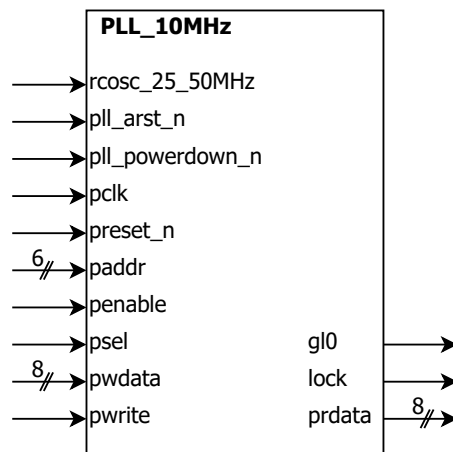 PLL_10MHz
rcosc_25_50MHz
pll_arst_n
pll_powerdown_n
pclk
preset_n
6 paddr
penable
psel gl0
8 pwdata lock
pwrite prdata 8